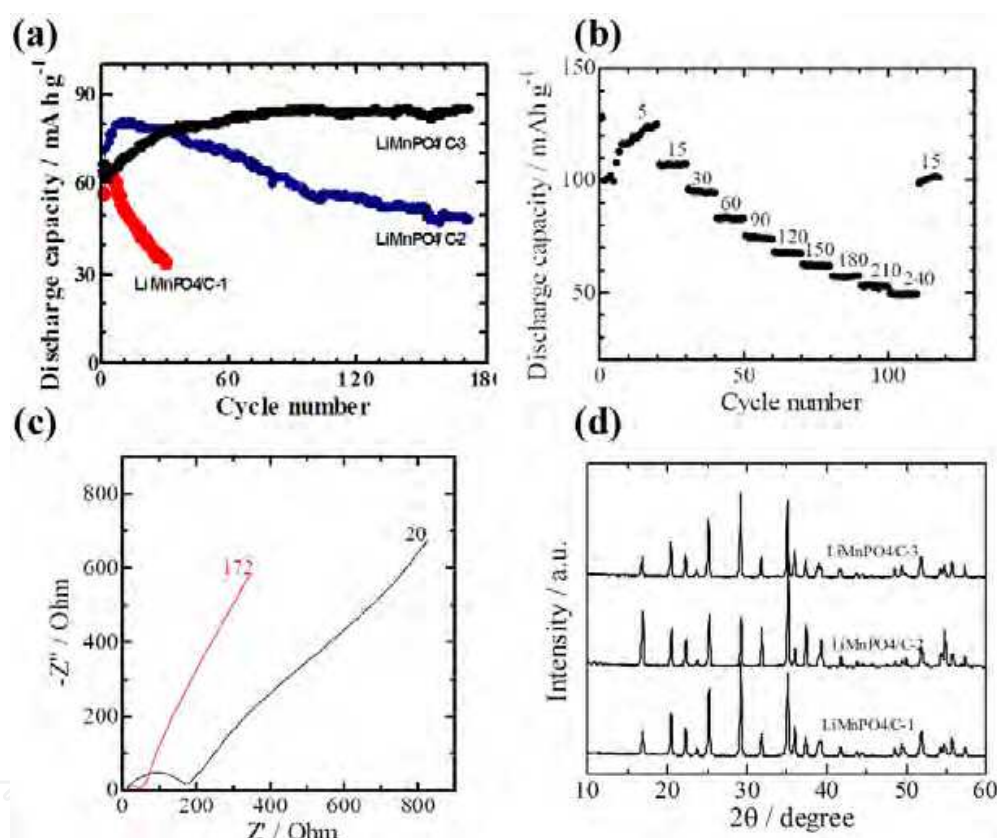 (a)
Discharge capacity / mA h g-1
90
60
30
0
LiMnPO4/C-3
LiMnPO4/C-2
LiMnPO4/C-1
0 60 120 180
Cycle number
(b)
Discharge capacity / mAh g-1
150
100
50
5
15
30
60
90
120
150
180
210
240
15
0 50 100
Cycle number
(c)
-Z'' / Ohm
800
600
400
200
0
172
20
0 200 400 600 800
Z' / Ohm
(d)
Intensity / a.u.
LiMnPO4/C-3
LiMnPO4/C-2
LiMnPO4/C-1
10 20 30 40 50 60
2θ / degree